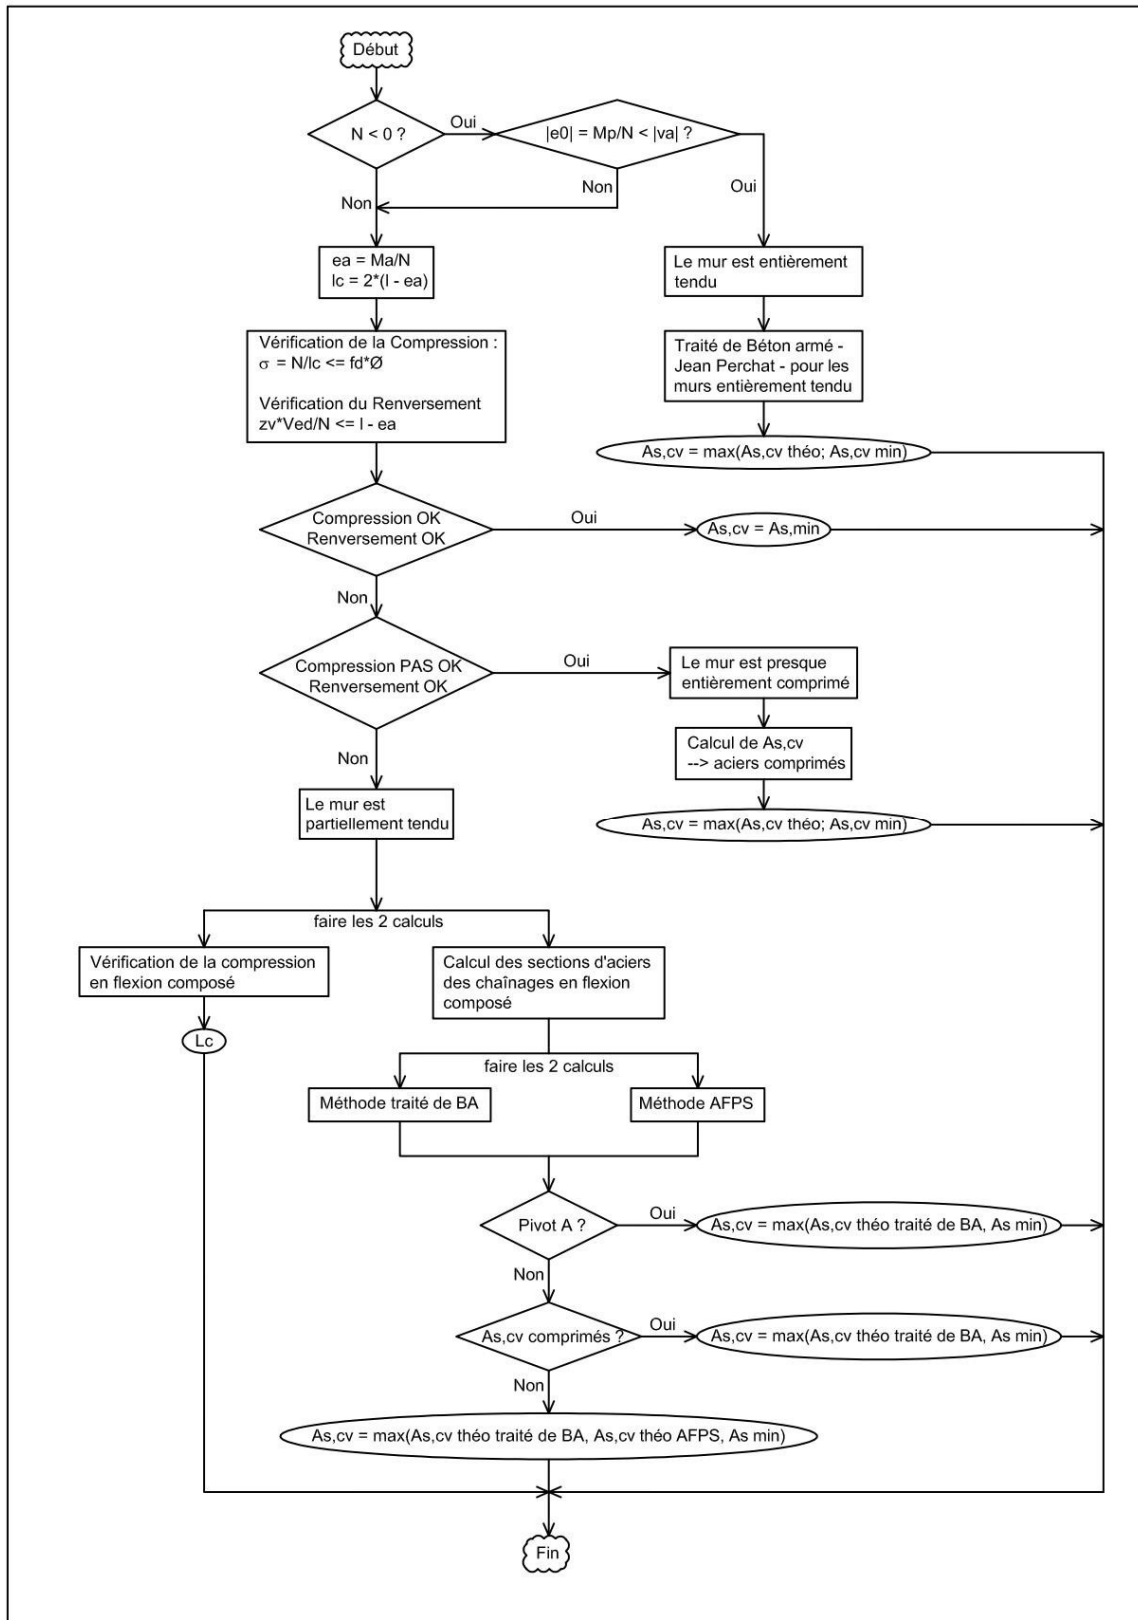 Début
N < 0 ?
Oui
|e0| = Mp/N < |va| ?
Non
Non
Oui
ea = Ma/N
lc = 2*(l - ea)
Le mur est entièrement
tendu
Vérification de la Compression :
σ = N/lc <= fd*Ø
Vérification du Renversement
zv*Ved/N <= l - ea
Traité de Béton armé -
Jean Perchat - pour les
murs entièrement tendu
As,cv = max(As,cv théo; As,cv min)
Compression OK
Renversement OK
Oui
As,cv = As,min
Non
Compression PAS OK
Renversement OK
Oui
Le mur est presque
entièrement comprimé
Calcul de As,cv
--> aciers comprimés
Non
Le mur est
partiellement tendu
As,cv = max(As,cv théo; As,cv min)
faire les 2 calculs
Vérification de la compression
en flexion composé
Calcul des sections d'aciers
des chaînages en flexion
composé
Lc
faire les 2 calculs
Méthode traité de BA
Méthode AFPS
Pivot A ?
Oui
As,cv = max(As,cv théo traité de BA, As min)
Non
As,cv comprimés ?
Oui
As,cv = max(As,cv théo traité de BA, As min)
Non
As,cv = max(As,cv théo traité de BA, As,cv théo AFPS, As min)
Fin